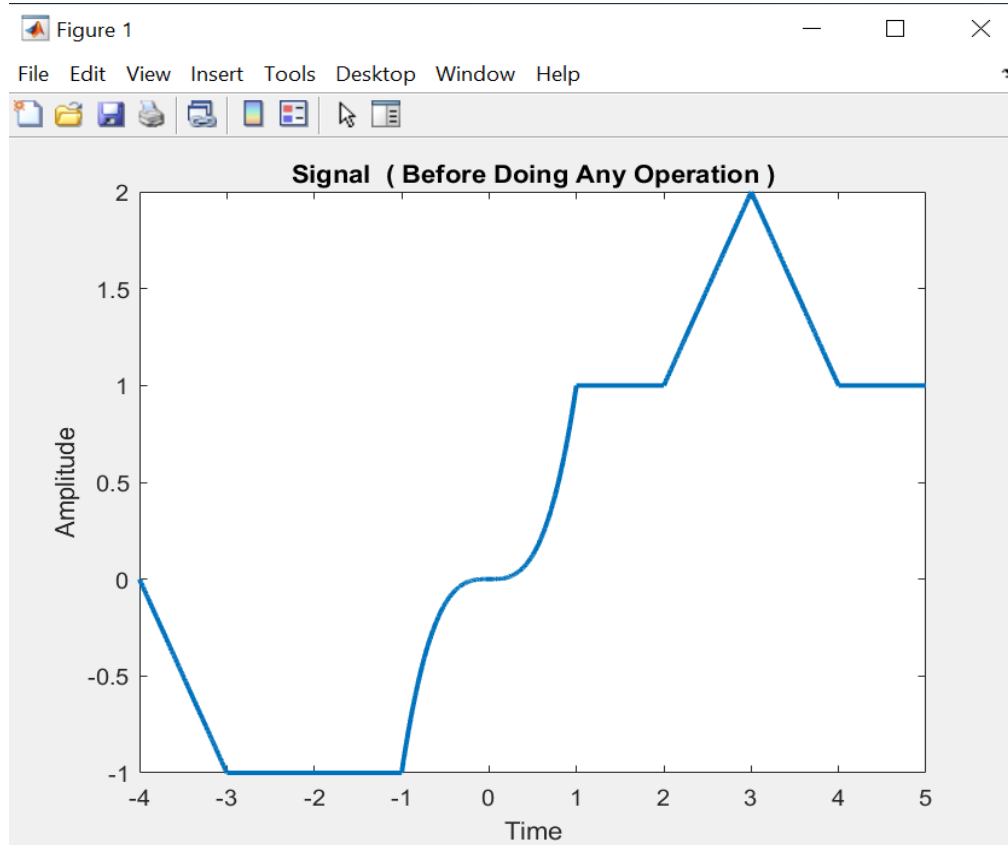 Figure 1
File Edit View Insert Tools Desktop Window Help
Signal ( Before Doing Any Operation )
2
1.5
1
0.5
0
-0.5
-1
Amplitude
-4 -3 -2 -1 0 1 2 3 4 5
Time